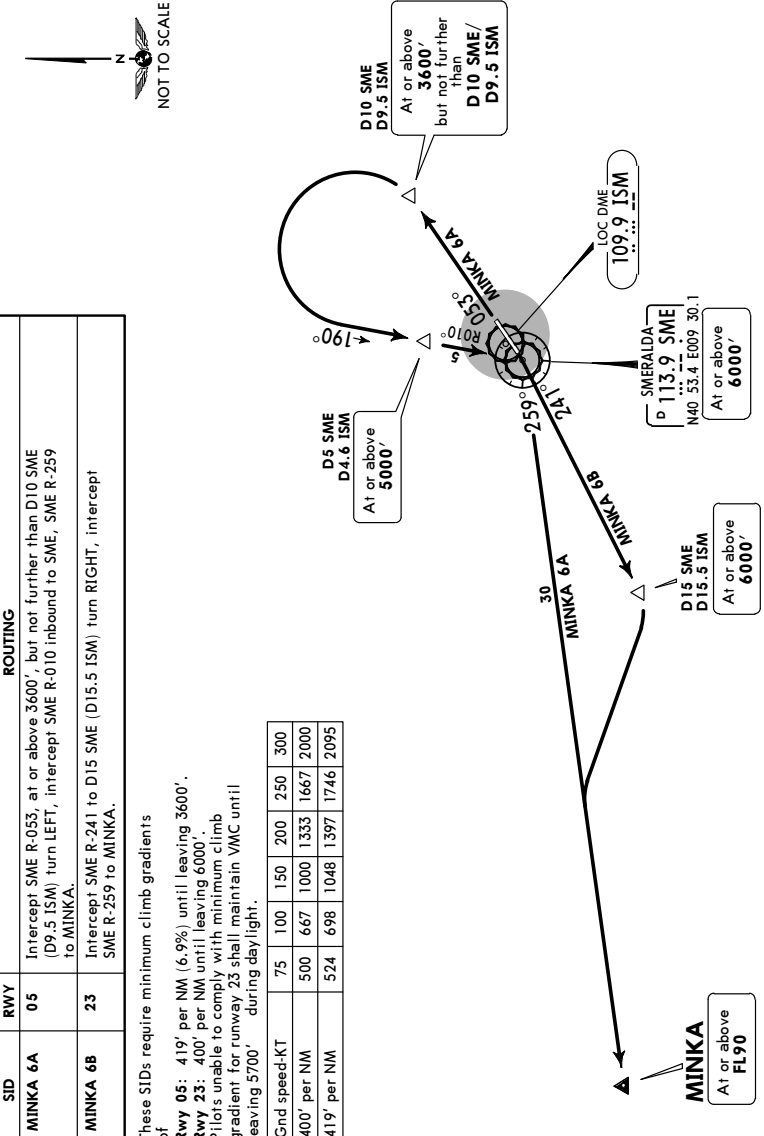 SID RWY ROUTING
MINKA 6A 05 Intercept SME R-053, at or above 3600', but not further than D10 SME
(D9.5 ISM) turn LEFT, intercept SME R-010 inbound to SME, SME R-259
to MINKA.
MINKA 6B 23 Intercept SME R-241 to D15 SME (D15.5 ISM) turn RIGHT, intercept
SME R-259 to MINKA.
These SIDs require minimum climb gradients
of
Rwy 05: 419' per NM (6.9%) until leaving 3600'.
Rwy 23: 400' per NM until leaving 6000'.
Pilots unable to comply with minimum climb
gradient for runway 23 shall maintain VMC until
leaving 5700' during daylight.
Gnd speed-KT 75 100 150 200 250 300
400' per NM 500 667 1000 1333 1667 2000
419' per NM 524 698 1048 1397 1746 2095
N
NOT TO SCALE
D10 SME
D9.5 ISM
At or above
3600'
but not further
than
D10 SME/
D9.5 ISM
190°
D5 SME
D4.6 ISM
At or above
5000'
5
R010°
053°
MINKA 6A
LOC DME
109.9 ISM
SMERALDA
D 113.9 SME
N40 53.4 E009 30.1
At or above
6000'
259°
241°
30
MINKA 6A
MINKA 6B
D15 SME
D15.5 ISM
At or above
6000'
MINKA
At or above
FL90